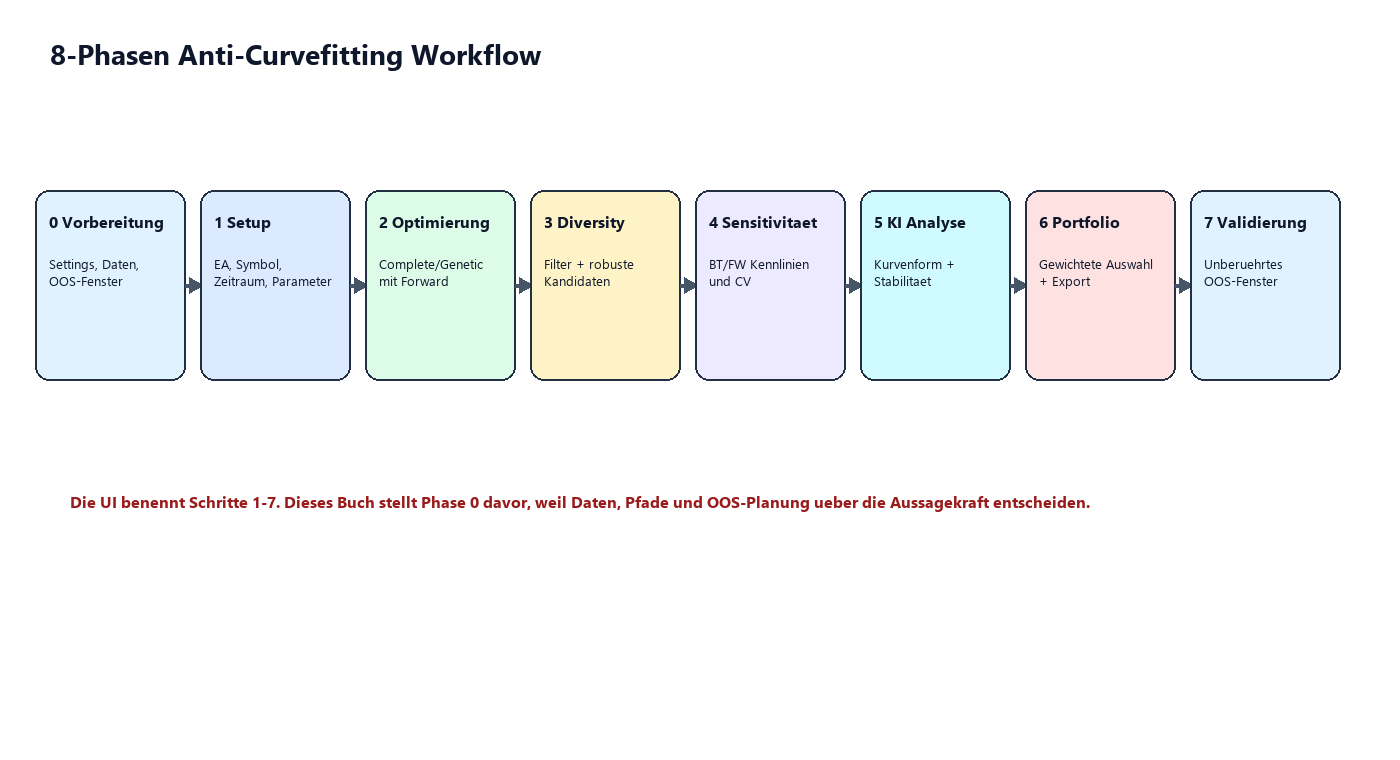 8-Phasen Anti-Curvefitting Workflow
0 Vorbereitung
Settings, Daten,
OOS-Fenster
1 Setup
EA, Symbol,
Zeitraum, Parameter
2 Optimierung
Complete/Genetic
mit Forward
3 Diversity
Filter + robuste
Kandidaten
4 Sensitivitaet
BT/FW Kennlinien
und CV
5 KI Analyse
Kurvenform +
Stabilitaet
6 Portfolio
Gewichtete Auswahl
+ Export
7 Validierung
Unberuehrtes
OOS-Fenster
Die UI benennt Schritte 1-7. Dieses Buch stellt Phase 0 davor, weil Daten, Pfade und OOS-Planung ueber die Aussagekraft entscheiden.